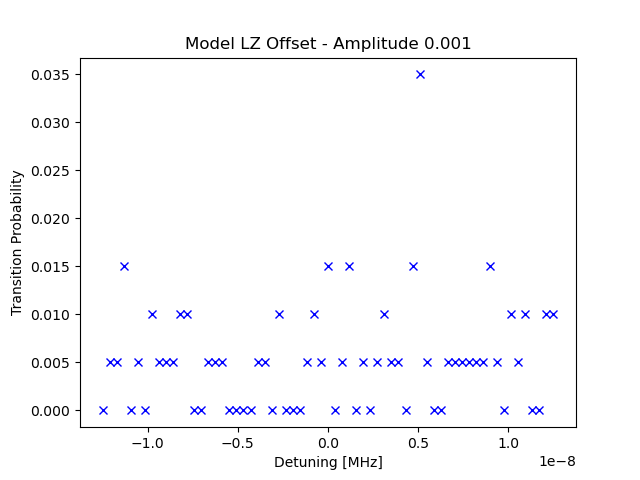 Model LZ Offset - Amplitude 0.001
Transition Probability
0.035
0.030
0.025
0.020
0.015
0.010
0.005
0.000
−1.0 −0.5 0.0 0.5 1.0
1e−8
Detuning [MHz]